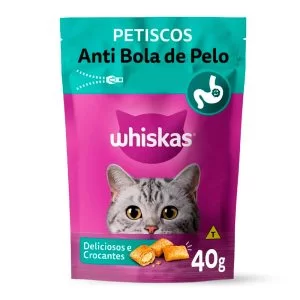 PETISCOS
Anti Bola de Pelo
whiskas
Deliciosos e
Crocantes
T
40g